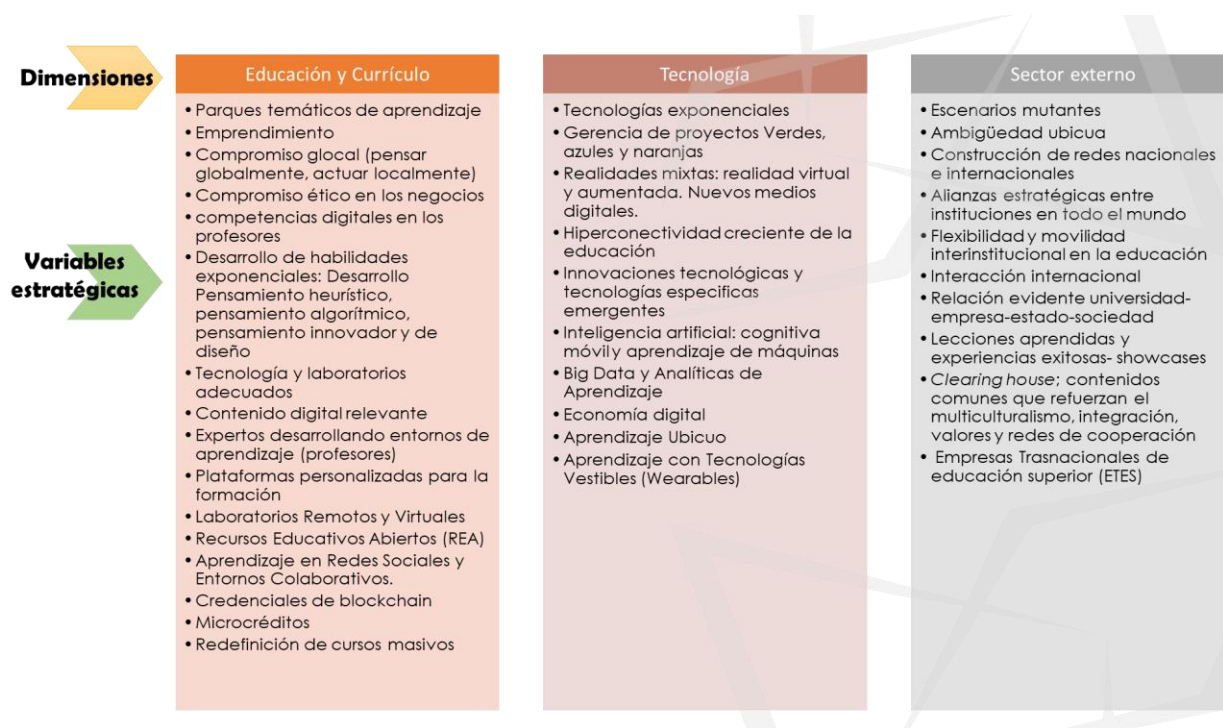 Dimensiones
Educación y Currículo
• Parques temáticos de aprendizaje
• Emprendimiento
• Compromiso glocal (pensar
globalmente, actuar localmente)
• Compromiso ético en los negocios
• competencias digitales en los
profesores
• Desarrollo de habilidades
exponenciales: Desarrollo
Pensamiento heurístico,
pensamiento algorítmico,
pensamiento innovador y de
diseño
• Tecnología y laboratorios
adecuados
• Contenido digital relevante
• Expertos desarrollando entornos de
aprendizaje (profesores)
• Plataformas personalizadas para la
formación
• Laboratorios Remotos y Virtuales
• Recursos Educativos Abiertos (REA)
• Aprendizaje en Redes Sociales y
Entornos Colaborativos.
• Credenciales de blockchain
• Microcréditos
• Redefinición de cursos masivos
Tecnología
• Tecnologías exponenciales
• Gerencia de proyectos Verdes,
azules y naranjas
• Realidades mixtas: realidad virtual
y aumentada. Nuevos medios
digitales.
• Hiperconectividad creciente de la
educación
• Innovaciones tecnológicas y
tecnologías especificas
emergentes
• Inteligencia artificial: cognitiva
móvil y aprendizaje de máquinas
• Big Data y Analíticas de
Aprendizaje
• Economía digital
• Aprendizaje Ubicuo
• Aprendizaje con Tecnologías
Vestibles (Wearables)
Sector externo
• Escenarios mutantes
• Ambigüedad ubicua
• Construcción de redes nacionales
e internacionales
• Alianzas estratégicas entre
instituciones en todo el mundo
• Flexibilidad y movilidad
interinstitucional en la educación
• Interacción internacional
• Relación evidente universidad-
empresa-estado-sociedad
• Lecciones aprendidas y
experiencias exitosas- showcases
• Clearing house; contenidos
comunes que refuerzan el
multiculturalismo, integración,
valores y redes de cooperación
• Empresas Trasnacionales de
educación superior (ETES)
Variables
estratégicas